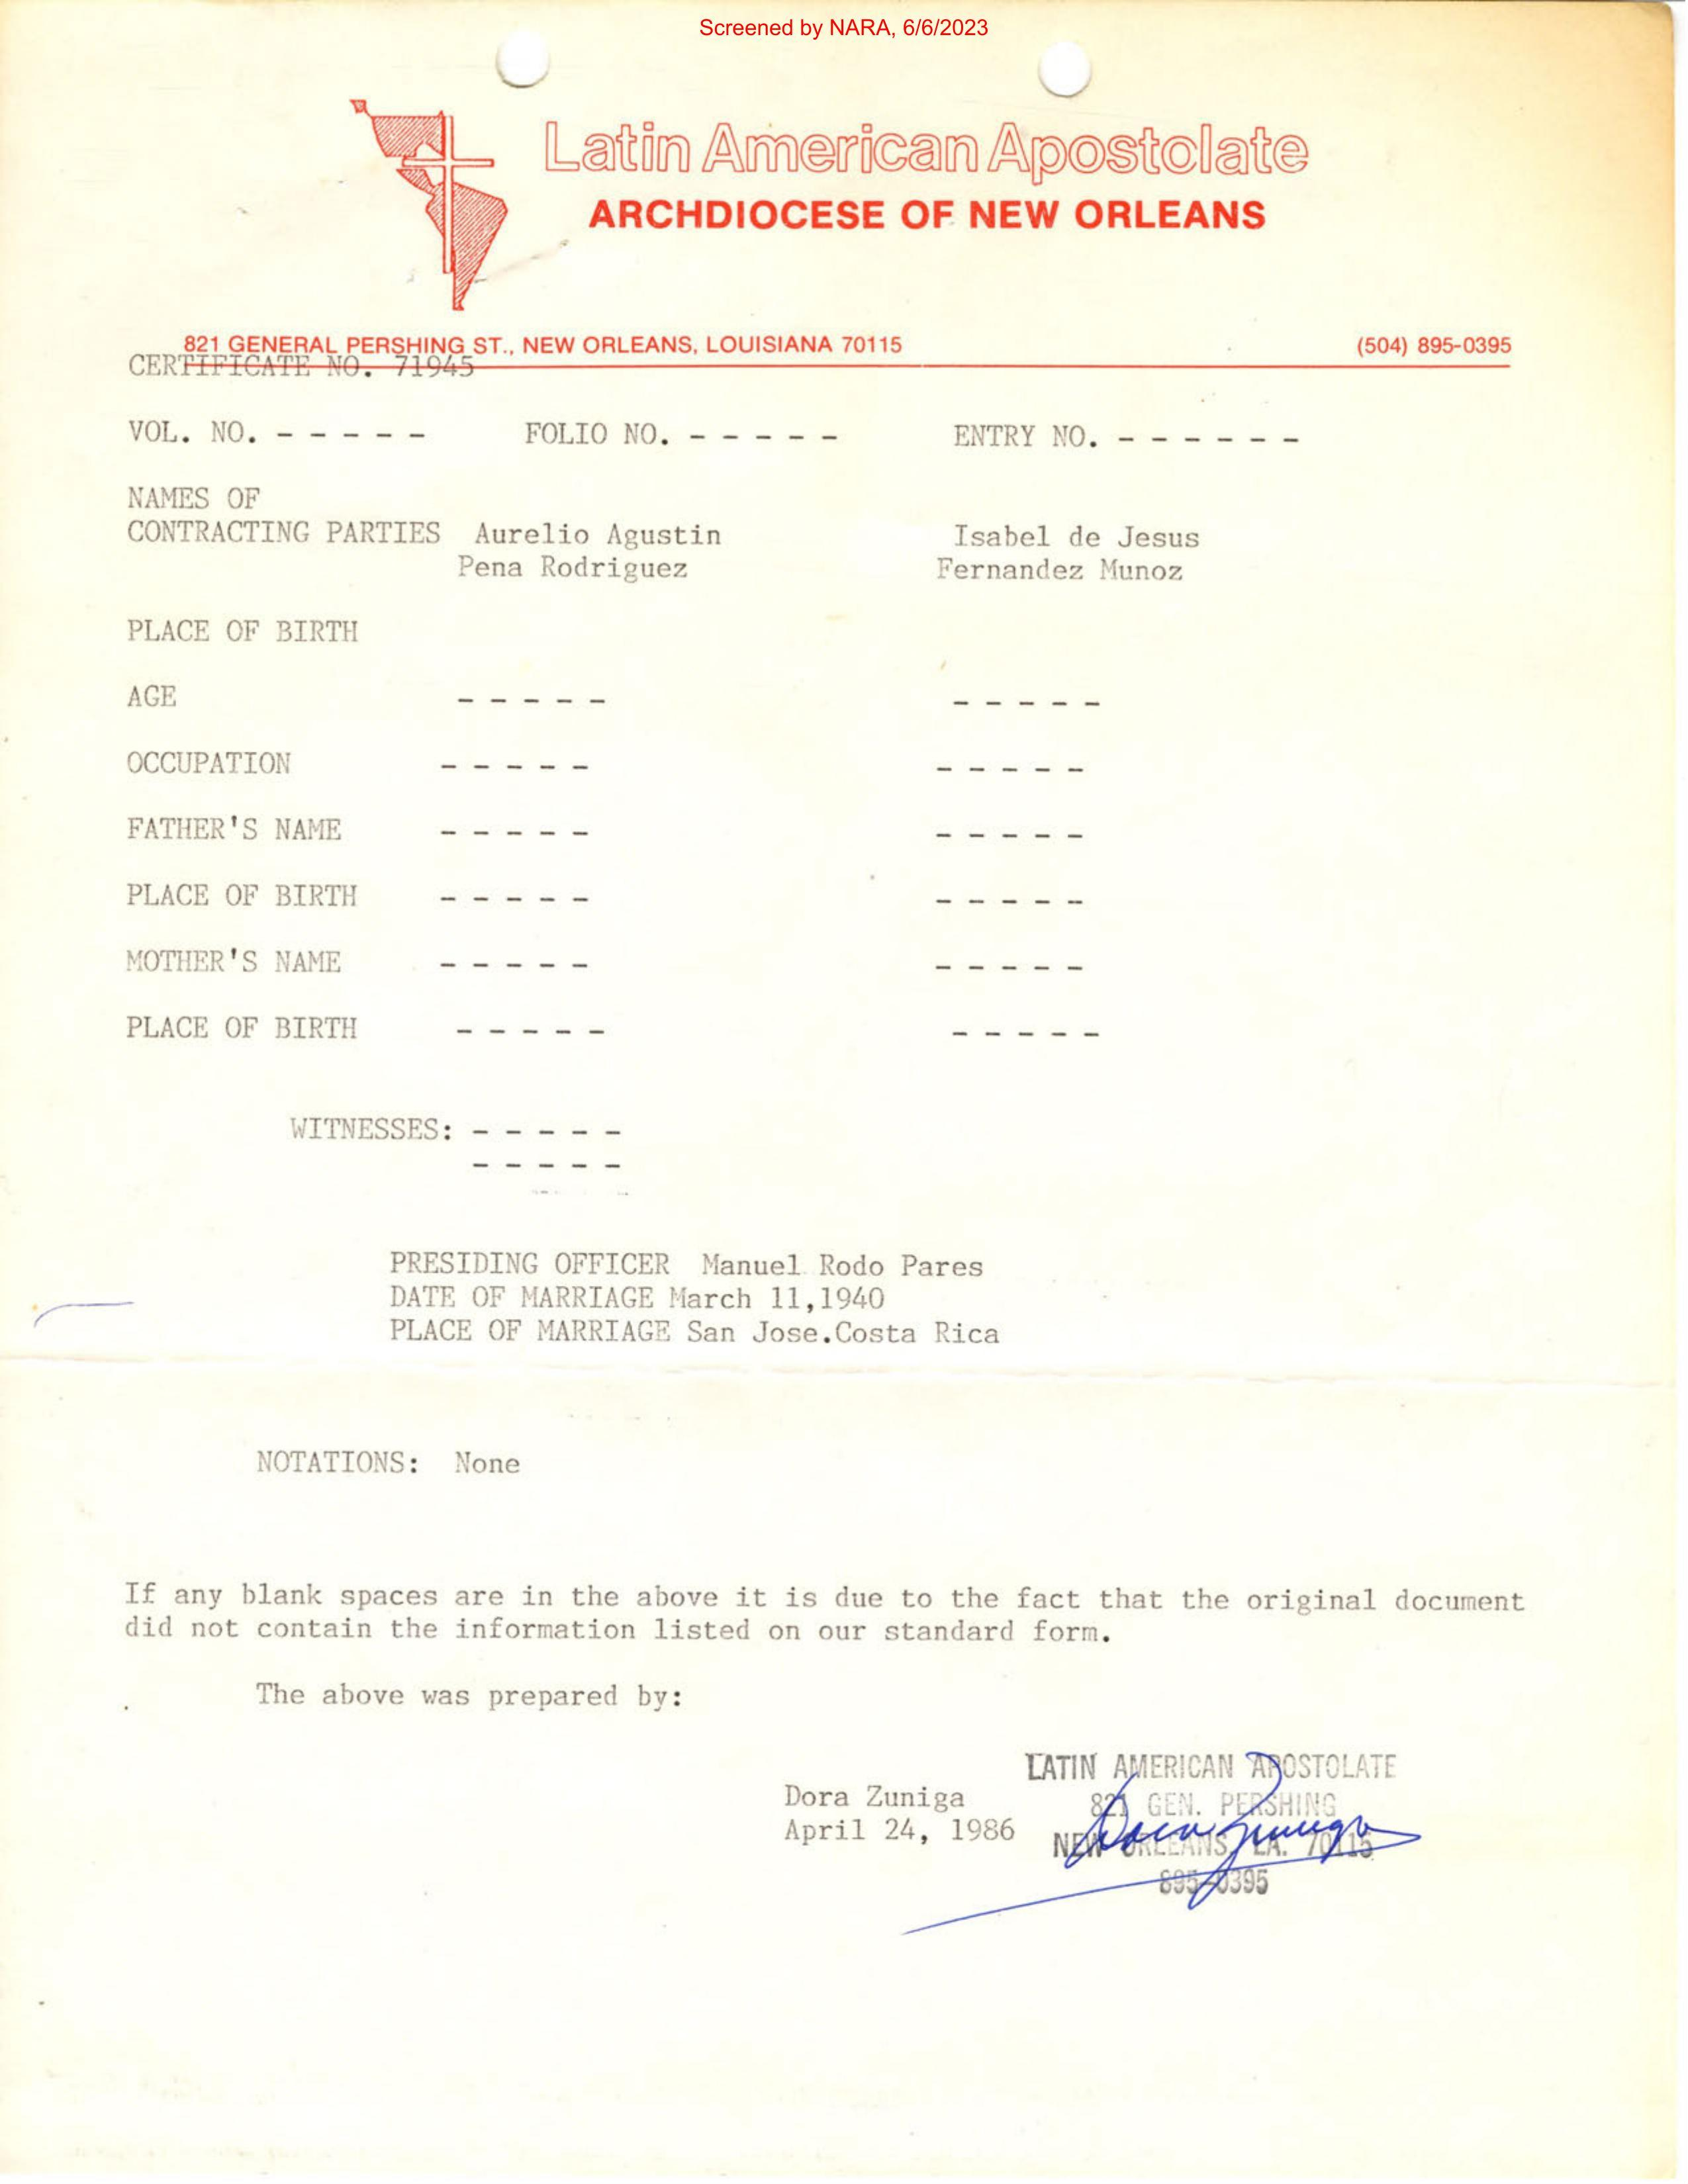 Screened by NARA, 6/6/2023
Latin American Apostolate
ARCHDIOCESE OF NEW ORLEANS
821 GENERAL PERSHING ST., NEW ORLEANS, LOUISIANA 70115 (504) 895-0395
CERTIFICATE NO. 71945
VOL. NO. - - - - - FOLIO NO. - - - - - ENTRY NO. - - - - - -
NAMES OF
CONTRACTING PARTIES Aurelio Agustin Isabel de Jesus
Pena Rodriguez Fernandez Munoz
PLACE OF BIRTH
AGE - - - - - - - - - -
OCCUPATION - - - - - - - - - -
FATHER'S NAME - - - - - - - - - -
PLACE OF BIRTH - - - - - - - - - -
MOTHER'S NAME - - - - - - - - - -
PLACE OF BIRTH - - - - - - - - - -
WITNESSES: - - - - -
- - - - -
PRESIDING OFFICER Manuel Rodo Pares
DATE OF MARRIAGE March 11,1940
PLACE OF MARRIAGE San Jose.Costa Rica
NOTATIONS: None
If any blank spaces are in the above it is due to the fact that the original document
did not contain the information listed on our standard form.
The above was prepared by:
LATIN AMERICAN APOSTOLATE
Dora Zuniga 821 GEN. PERSHING
April 24, 1986 NEW ORLEANS, LA. 70115
895-0395
Dora Zuniga